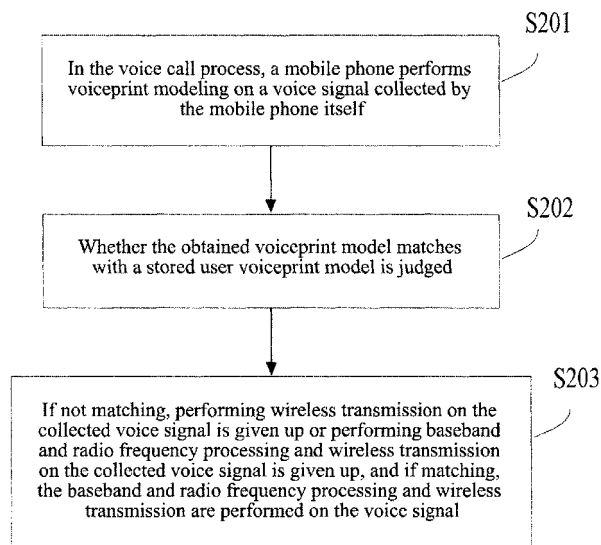 S201
In the voice call process, a mobile phone performs
voiceprint modeling on a voice signal collected by
the mobile phone itself
S202
Whether the obtained voiceprint model matches
with a stored user voiceprint model is judged
S203
If not matching, performing wireless transmission on the
collected voice signal is given up or performing baseband
and radio frequency processing and wireless transmission
on the collected voice signal is given up, and if matching,
the baseband and radio frequency processing and wireless
transmission are performed on the voice signal